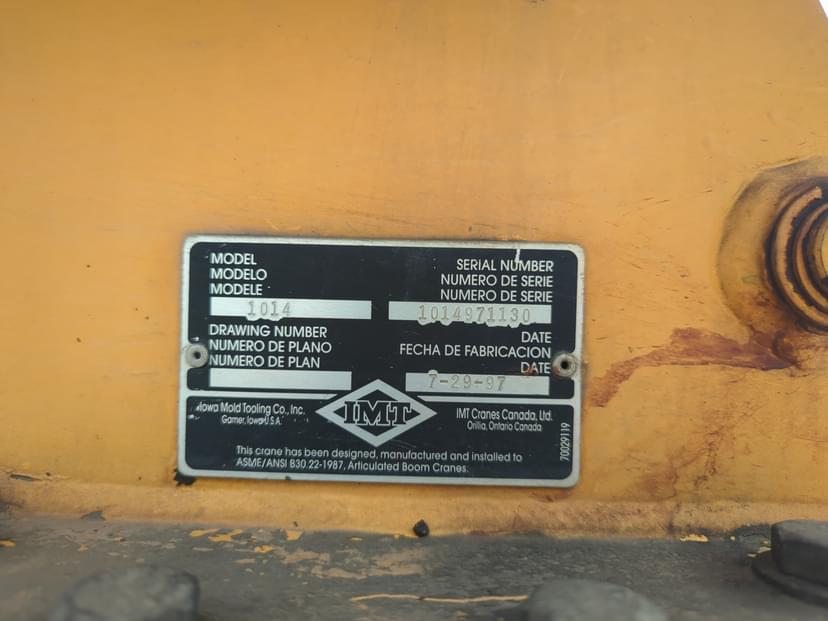 MODEL
MODELO
MODELE
1014
SERIAL NUMBER
NUMERO DE SERIE
NUMERO DE SERIE
1014971130
DRAWING NUMBER
NUMERO DE PLANO
NUMERO DE PLAN
DATE
FECHA DE FABRICACION
DATE
7-29-97
Iowa Mold Tooling Co., Inc.
Garner, Iowa U.S.A.
IMT
IMT Cranes Canada, Ltd.
Orillia, Ontario Canada
70029119
This crane has been designed, manufactured and installed to
ASME/ANSI B30.22-1987, Articulated Boom Cranes.